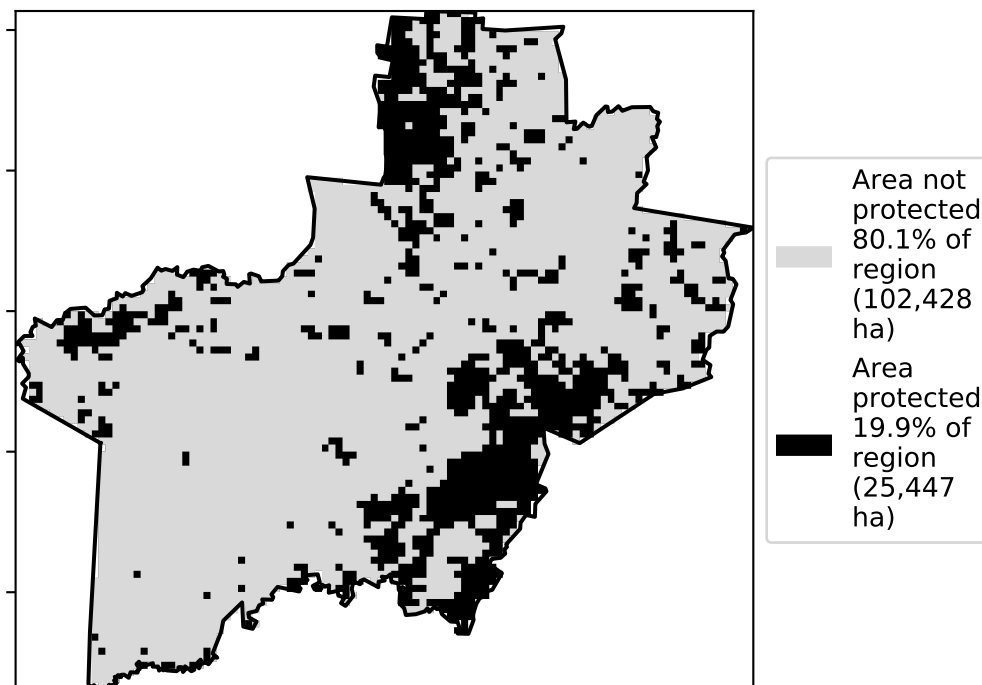 Area not
protected
80.1% of
region
(102,428
ha)
Area
protected
19.9% of
region
(25,447
ha)